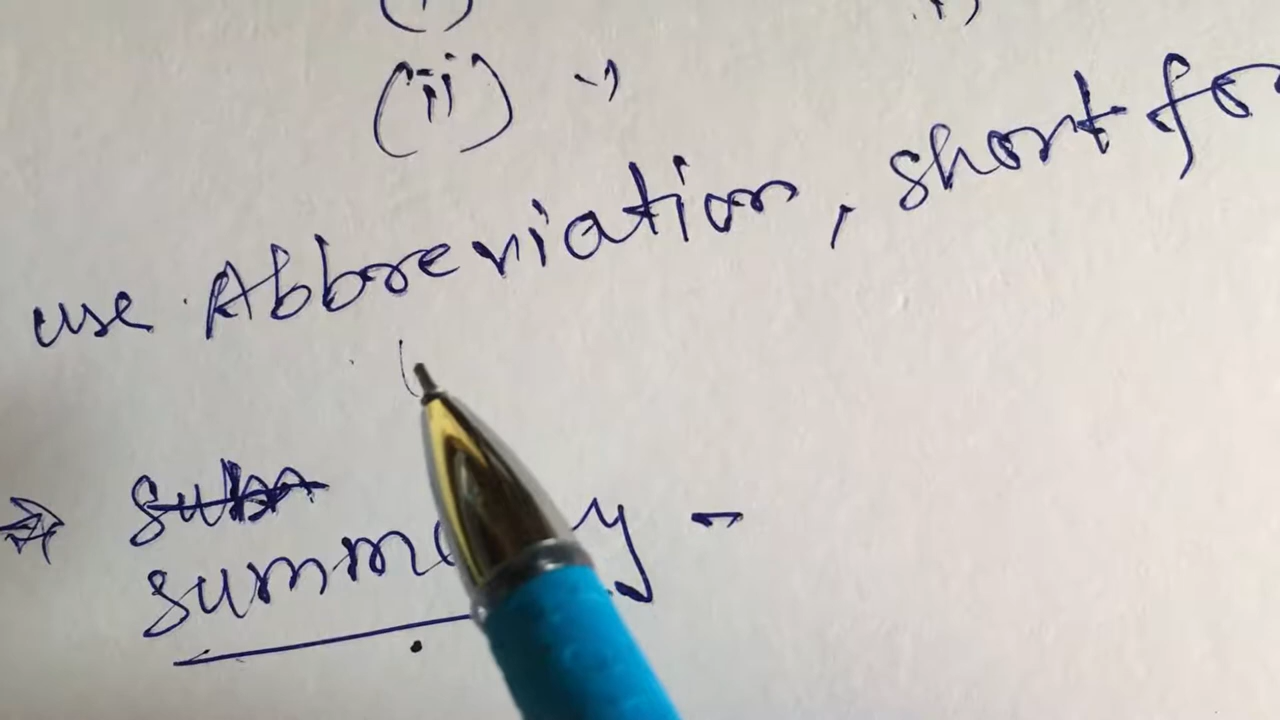 (i)
(ii) "
use Abbreviation, short fo
⇒
summ y -